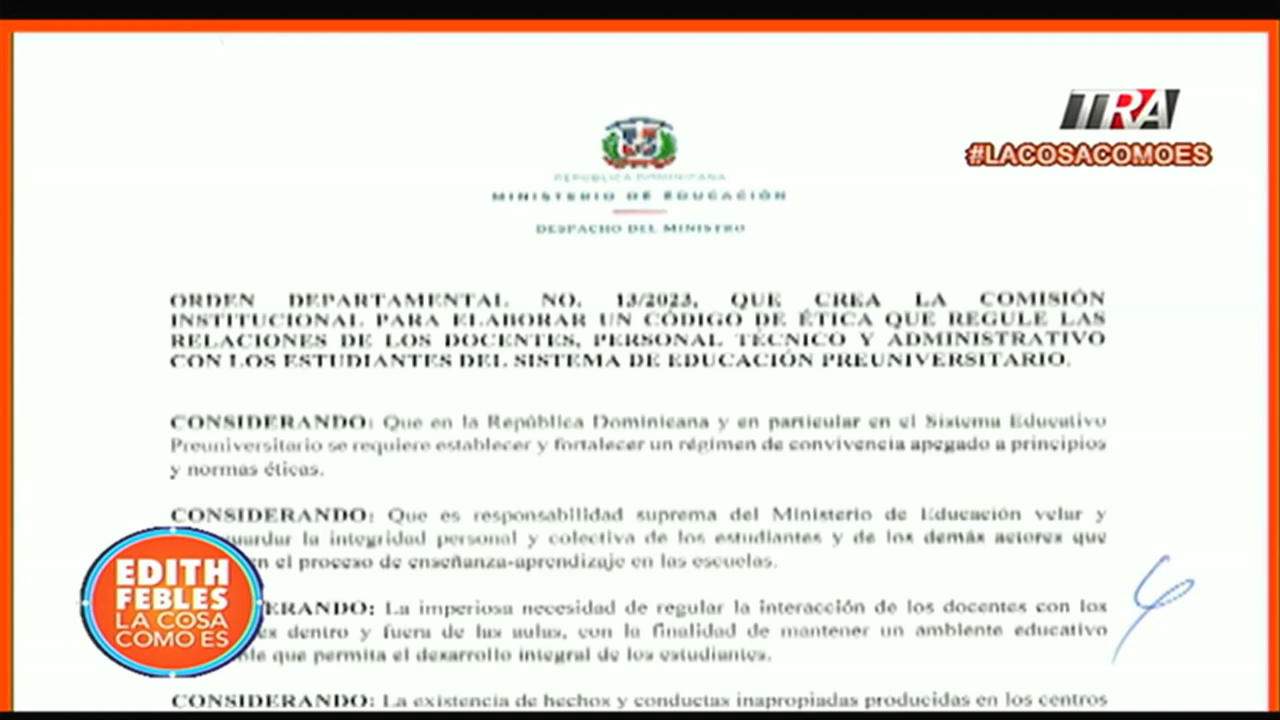 TRA
#LACOSACOMOES
REPÚBLICA DOMINICANA
MINISTERIO DE EDUCACIÓN
DESPACHO DEL MINISTRO
ORDEN DEPARTAMENTAL NO. 13/2023, QUE CREA LA COMISIÓN
INSTITUCIONAL PARA ELABORAR UN CÓDIGO DE ÉTICA QUE REGULE LAS
RELACIONES DE LOS DOCENTES, PERSONAL TÉCNICO Y ADMINISTRATIVO
CON LOS ESTUDIANTES DEL SISTEMA DE EDUCACIÓN PREUNIVERSITARIO.
CONSIDERANDO: Que en la República Dominicana y en particular en el Sistema Educativo
Preuniversitario se requiere establecer y fortalecer un régimen de convivencia apegado a principios
y normas éticas.
CONSIDERANDO: Que es responsabilidad suprema del Ministerio de Educación velar y
la integridad personal y colectiva de los estudiantes y de los demás actores que
el proceso de enseñanza-aprendizaje en las escuelas.
La imperiosa necesidad de regular la interacción de los docentes con los
dentro y fuera de las aulas, con la finalidad de mantener un ambiente educativo
que permita el desarrollo integral de los estudiantes.
CONSIDERANDO: La existencia de hechos y conductas inapropiadas producidas en los centros
EDITH
FEBLES
LA COSA
COMO ES